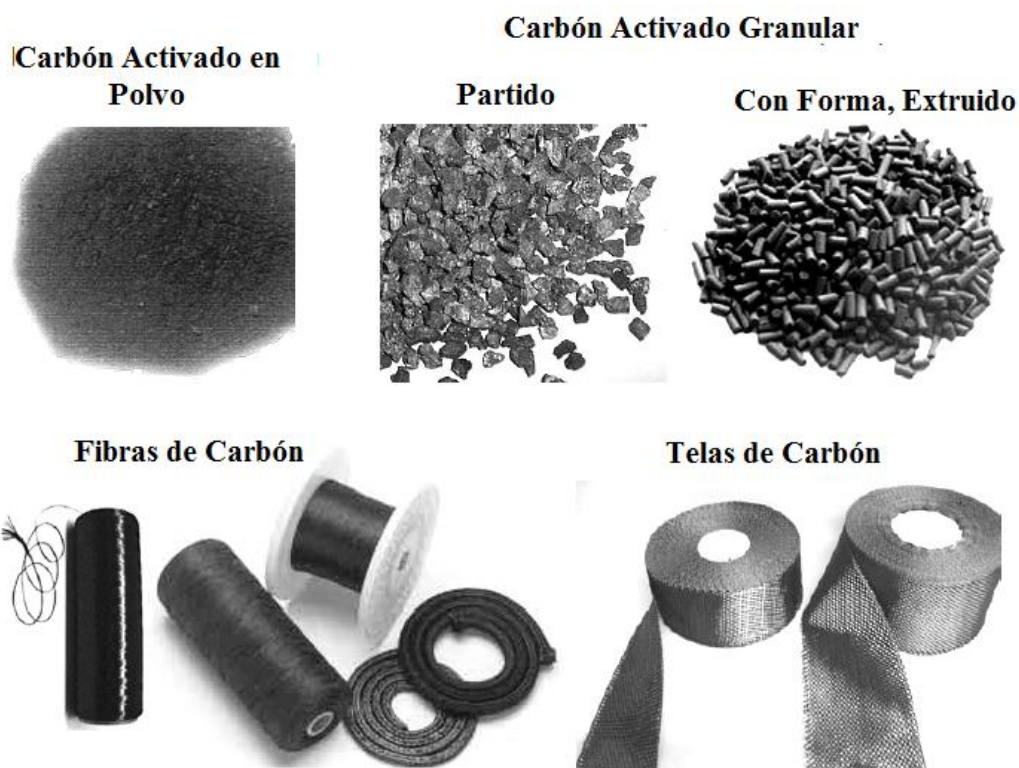 Carbón Activado Granular
Carbón Activado en
Polvo
Partido
Con Forma, Extruido
Fibras de Carbón
Telas de Carbón